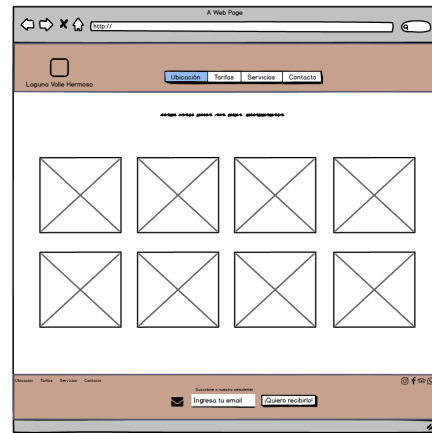 A Web Page
http://
Laguna Valle Hermoso
Ubicación Tarifas Servicios Contacto
Ubicación Tarifas Servicios Contacto
Suscribite a nuestro newsletter
Ingresa tu email
¡Quiero recibirlo!